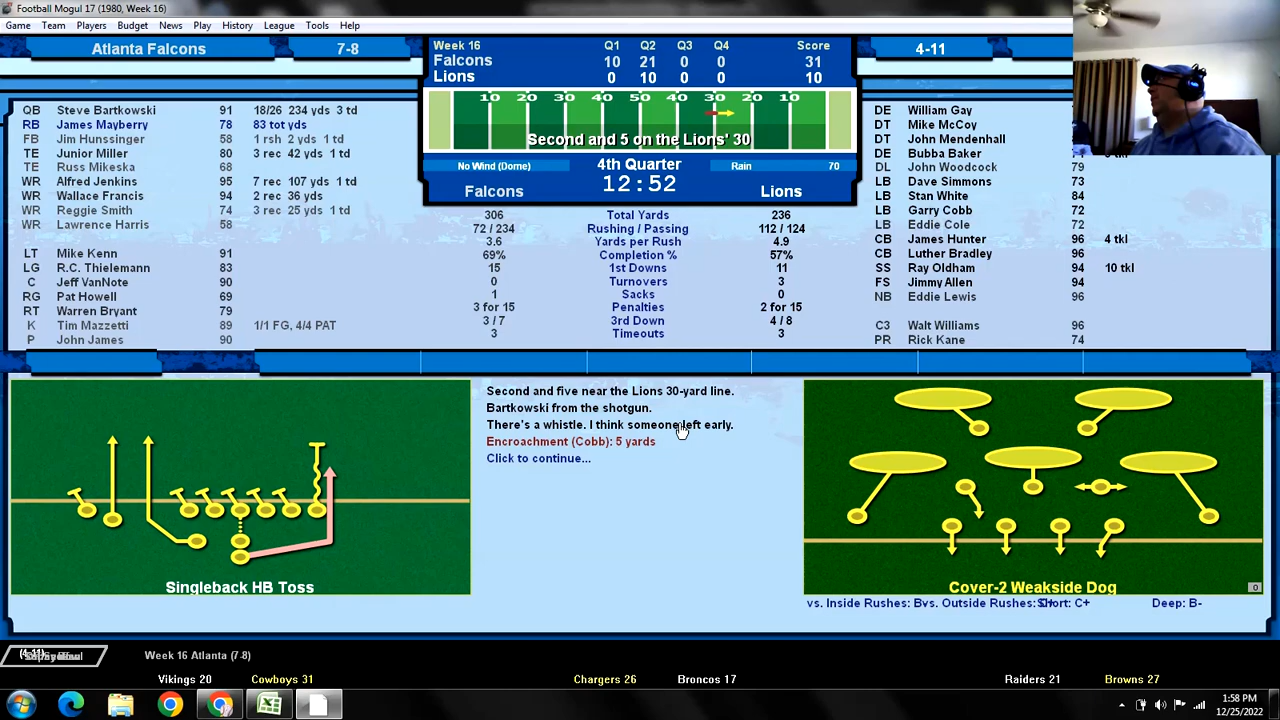 Football Mogul 17 (1980, Week 16)
Game Team Players Budget News Play History League Tools Help
Atlanta Falcons 7-8
Week 16 Q1 Q2 Q3 Q4 Score
Falcons 10 21 0 0 31
Lions 0 10 0 0 10
4-11
10 20 30 40 50 40 30 20 10
Second and 5 on the Lions' 30
No Wind (Dome) 4th Quarter Rain 70
12:52
Falcons Lions
QB Steve Bartkowski 91 18/26 234 yds 3 td
RB James Mayberry 78 83 tot yds
FB Jim Hunssinger 58 1 rsh 2 yds 1 td
TE Junior Miller 80 3 rec 42 yds 1 td
TE Russ Mikeska 68
WR Alfred Jenkins 95 7 rec 107 yds 1 td
WR Wallace Francis 94 2 rec 36 yds
WR Reggie Smith 74 3 rec 25 yds 1 td
WR Lawrence Harris 58
LT Mike Kenn 91
LG R.C. Thielemann 83
C Jeff VanNote 90
RG Pat Howell 69
RT Warren Bryant 79
K Tim Mazzetti 89 1/1 FG, 4/4 PAT
P John James 90
306 Total Yards 236
72 / 234 Rushing / Passing 112 / 124
3.6 Yards per Rush 4.9
69% Completion % 57%
15 1st Downs 11
0 Turnovers 3
1 Sacks 0
3 for 15 Penalties 2 for 15
3 / 7 3rd Down 4 / 8
3 Timeouts 3
DE William Gay
DT Mike McCoy
DT John Mendenhall
DE Bubba Baker
DL John Woodcock 79
LB Dave Simmons 73
LB Stan White 84
LB Garry Cobb 72
LB Eddie Cole 72
CB James Hunter 96 4 tkl
CB Luther Bradley 96
SS Ray Oldham 94 10 tkl
FS Jimmy Allen 94
NB Eddie Lewis 96
C3 Walt Williams 96
PR Rick Kane 74
Singleback HB Toss
Second and five near the Lions 30-yard line.
Bartkowski from the shotgun.
There's a whistle. I think someone left early.
Encroachment (Cobb): 5 yards
Click to continue...
Cover-2 Weakside Dog
0
vs. Inside Rushes: B vs. Outside Rushes: Short: C+ Deep: B-
(4-11)
Week 16 Atlanta (7-8)
Vikings 20 Cowboys 31 Chargers 26 Broncos 17 Raiders 21 Browns 27
1:58 PM
12/25/2022